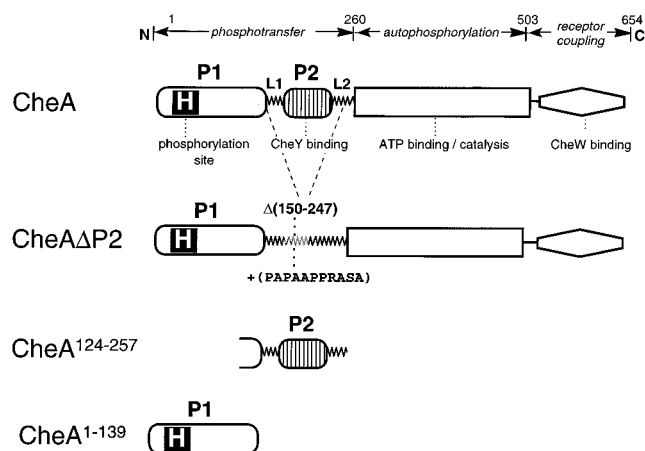 1 260 503 654
N phosphotransfer autophosphorylation receptor coupling C
P1 L1 P2 L2
CheA H
phosphorylation site CheY binding ATP binding / catalysis CheW binding
Δ(150-247)
P1
CheAΔP2 H
+(PAPAAPPRASA)
P2
CheA124-257
P1
CheA1-139 H